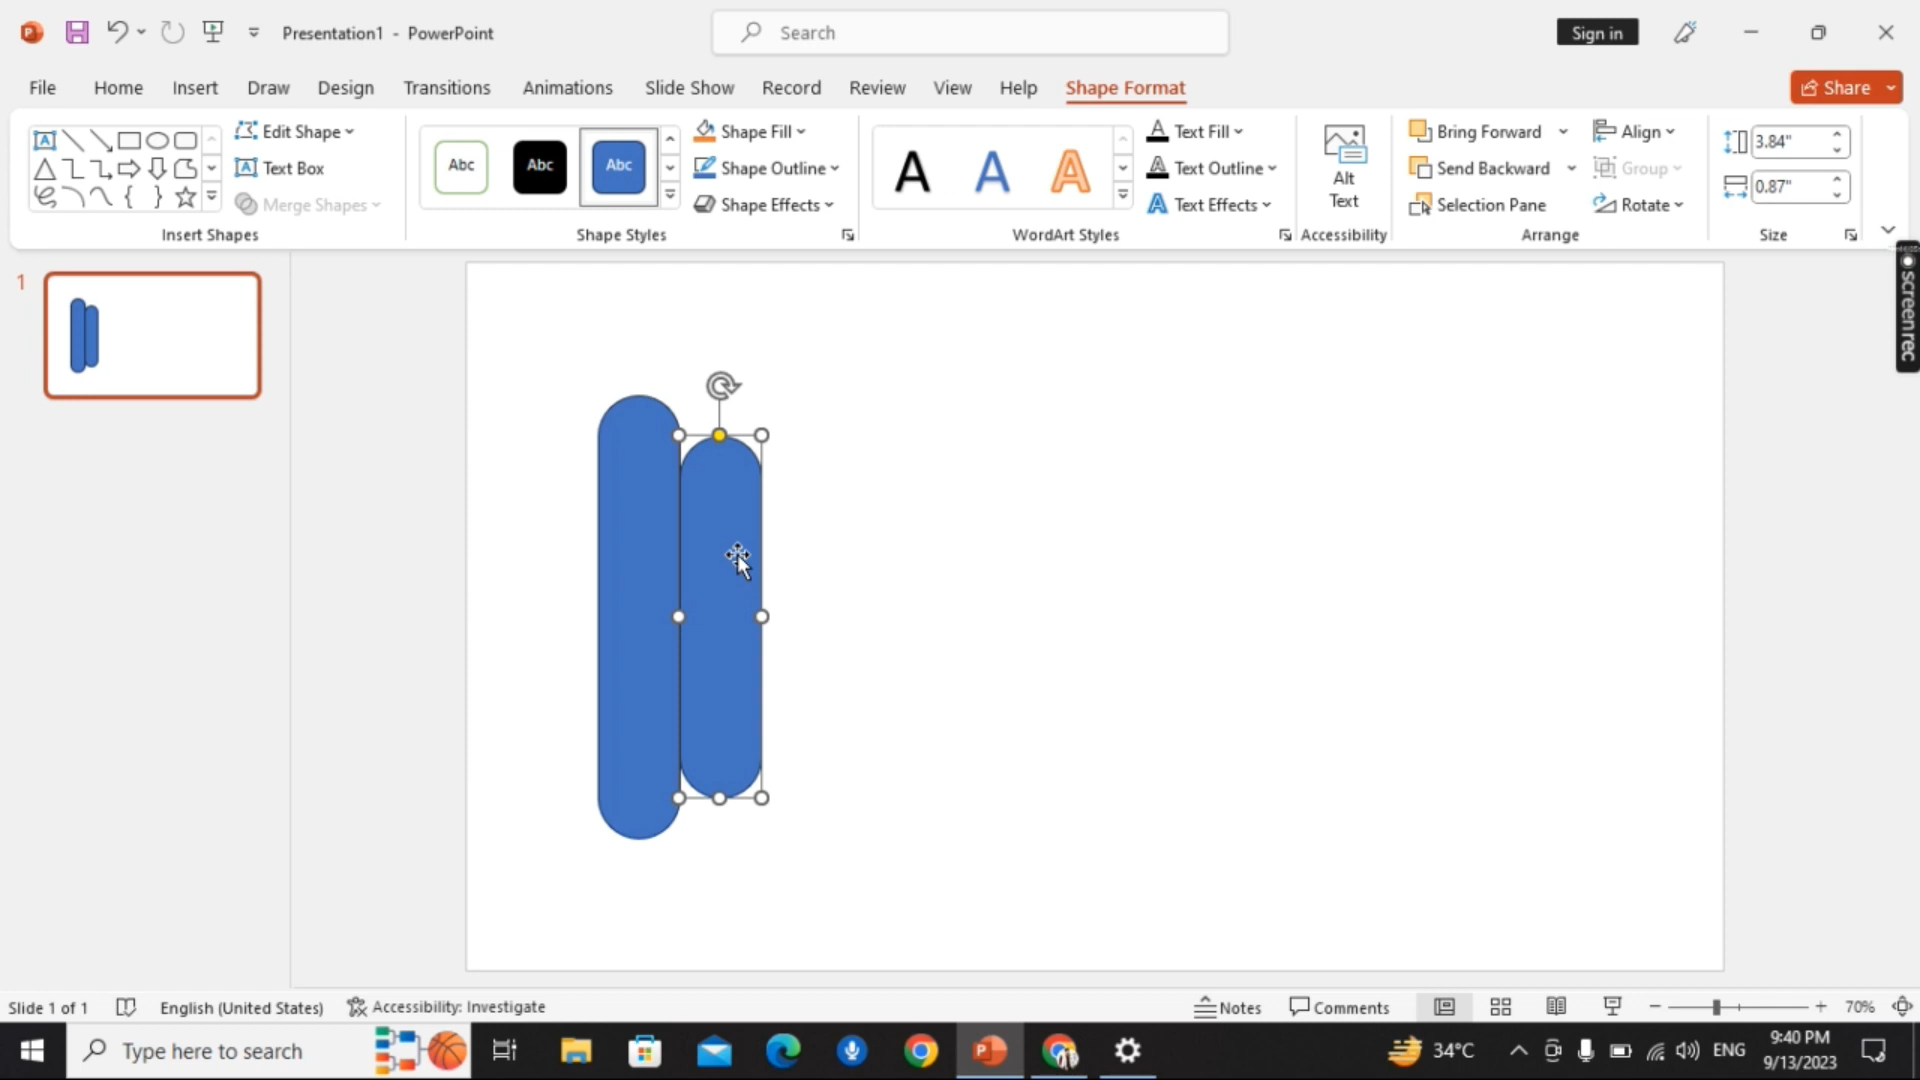 Presentation1 - PowerPoint
Search
Sign in
File Home Insert Draw Design Transitions Animations Slide Show Record Review View Help Shape Format
Share
Edit Shape
Text Box
Merge Shapes
Insert Shapes
Abc Abc Abc
Shape Fill
Shape Outline
Shape Effects
Shape Styles
A A A
Text Fill
Text Outline
Text Effects
WordArt Styles
Alt
Text
Accessibility
Bring Forward
Send Backward
Selection Pane
Align
Group
Rotate
Arrange
3.84"
0.87"
Size
screenrec
1
Slide 1 of 1 English (United States) Accessibility: Investigate Notes Comments 70%
Type here to search
34°C
ENG
9:40 PM
9/13/2023